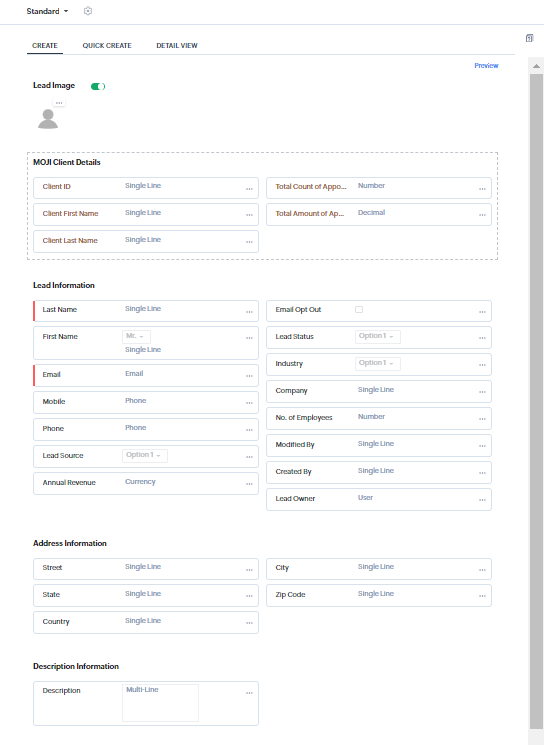 Standard
CREATE QUICK CREATE DETAIL VIEW
Preview
Lead Image
MOJI Client Details
Client ID Single Line Total Count of Appo... Number
Client First Name Single Line Total Amount of Ap... Decimal
Client Last Name Single Line
Lead Information
Last Name Single Line Email Opt Out
First Name Mr. Lead Status Option 1
Single Line
Industry Option 1
Email Email
Company Single Line
Mobile Phone
No. of Employees Number
Phone Phone
Modified By Single Line
Lead Source Option 1
Created By Single Line
Annual Revenue Currency
Lead Owner User
Address Information
Street Single Line City Single Line
State Single Line Zip Code Single Line
Country Single Line
Description Information
Description Multi-Line